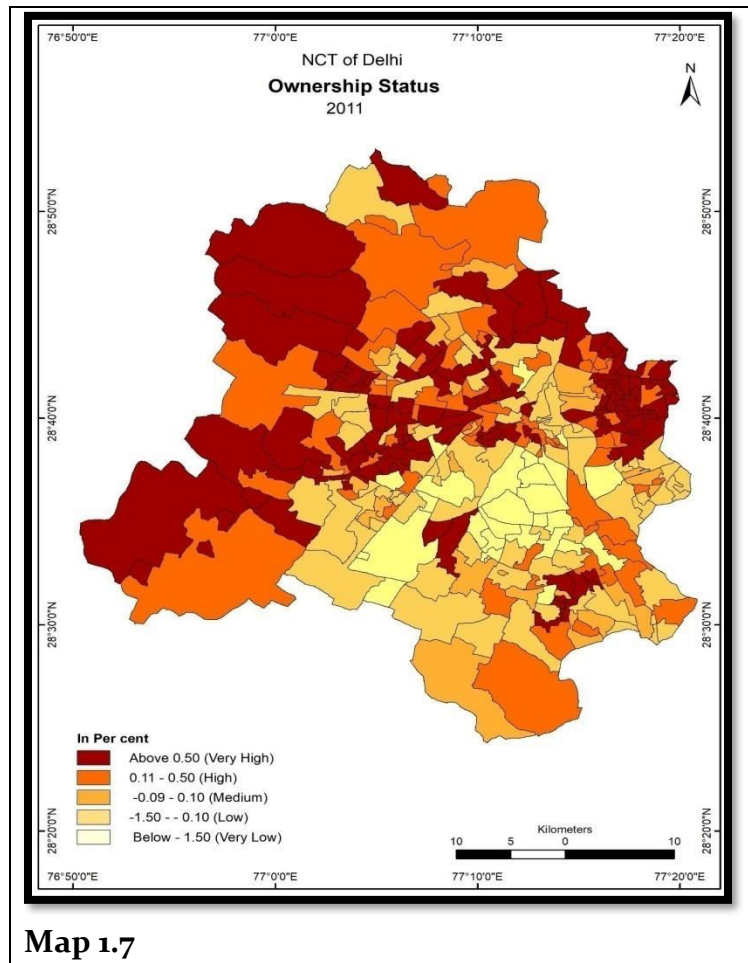 76°50'0"E 77°0'0"E 77°10'0"E 77°20'0"E
NCT of Delhi
Ownership Status
2011
N
28°50'0"N 28°50'0"N
28°40'0"N 28°40'0"N
28°30'0"N 28°30'0"N
In Per cent
Above 0.50 (Very High)
0.11 - 0.50 (High)
-0.09 - 0.10 (Medium)
-1.50 - - 0.10 (Low)
Below - 1.50 (Very Low)
28°20'0"N 28°20'0"N
Kilometers
10 5 0 10
76°50'0"E 77°0'0"E 77°10'0"E 77°20'0"E
Map 1.7